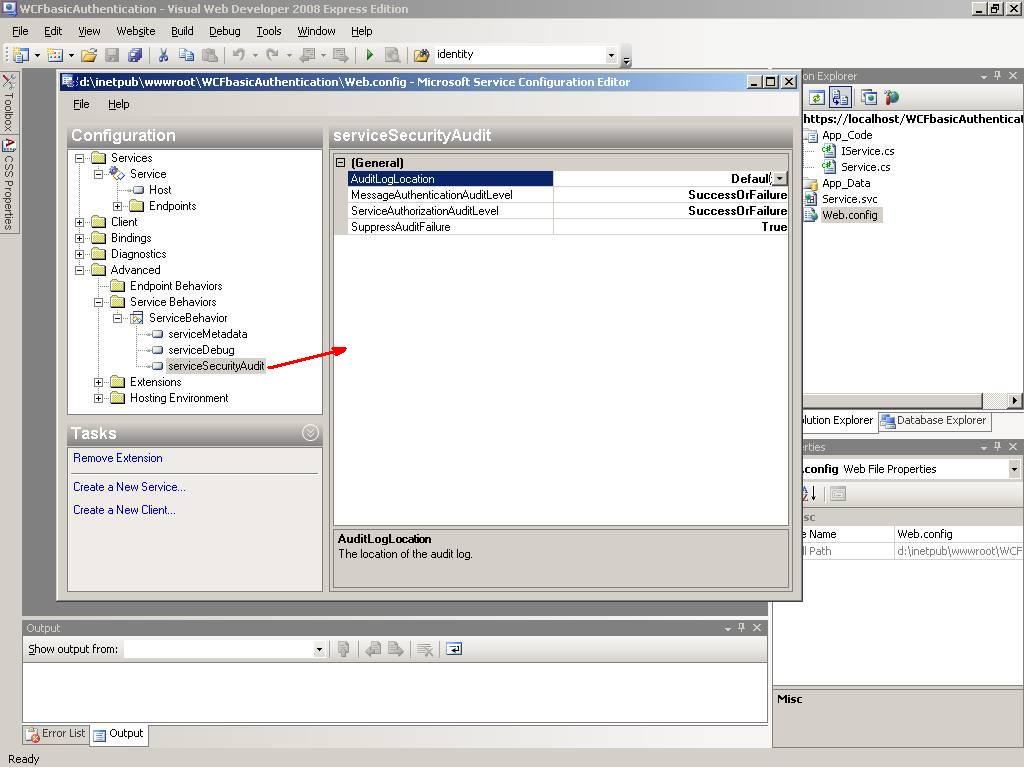 WCFbasicAuthentication - Visual Web Developer 2008 Express Edition
File Edit View Website Build Debug Tools Window Help
identity
Toolbox
CSS Properties
d:\inetpub\wwwroot\WCFbasicAuthentication\Web.config - Microsoft Service Configuration Editor
File Help
Configuration
Services
Service
Host
Endpoints
Client
Bindings
Diagnostics
Advanced
Endpoint Behaviors
Service Behaviors
ServiceBehavior
serviceMetadata
serviceDebug
serviceSecurityAudit
Extensions
Hosting Environment
Tasks
Remove Extension
Create a New Service...
Create a New Client...
serviceSecurityAudit
(General)
AuditLogLocation Default
MessageAuthenticationAuditLevel SuccessOrFailure
ServiceAuthorizationAuditLevel SuccessOrFailure
SuppressAuditFailure True
AuditLogLocation
The location of the audit log.
on Explorer
https://localhost/WCFbasicAuthenticat
App_Code
IService.cs
Service.cs
App_Data
Service.svc
Web.config
lution Explorer Database Explorer
rties
.config Web File Properties
sc
e Name Web.config
ll Path d:\inetpub\wwwroot\WCF
Misc
Output
Show output from:
Error List Output
Ready